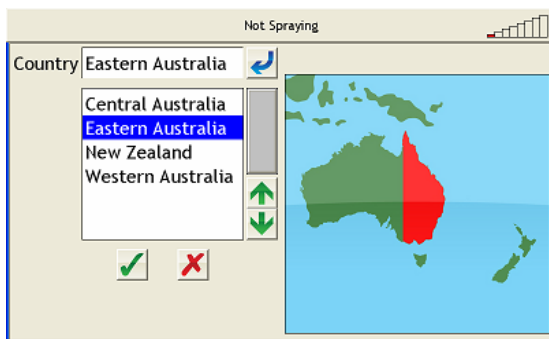 Not Spraying
Country Eastern Australia
Central Australia
Eastern Australia
New Zealand
Western Australia